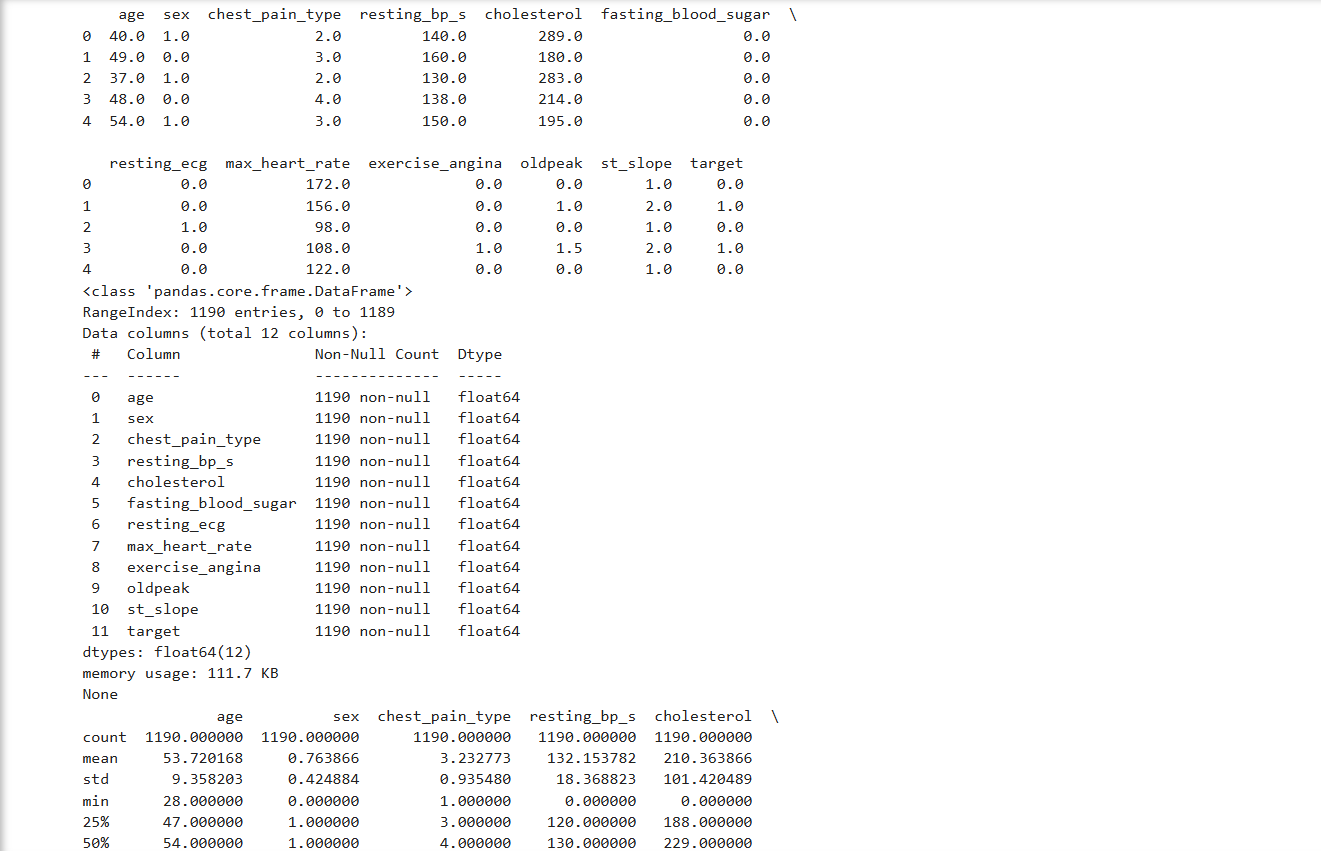 age  sex  chest_pain_type  resting_bp_s  cholesterol  fasting_blood_sugar  \
0  40.0  1.0              2.0         140.0        289.0                  0.0
1  49.0  0.0              3.0         160.0        180.0                  0.0
2  37.0  1.0              2.0         130.0        283.0                  0.0
3  48.0  0.0              4.0         138.0        214.0                  0.0
4  54.0  1.0              3.0         150.0        195.0                  0.0

   resting_ecg  max_heart_rate  exercise_angina  oldpeak  st_slope  target
0          0.0           172.0              0.0      0.0       1.0     0.0
1          0.0           156.0              0.0      1.0       2.0     1.0
2          1.0            98.0              0.0      0.0       1.0     0.0
3          0.0           108.0              1.0      1.5       2.0     1.0
4          0.0           122.0              0.0      0.0       1.0     0.0
<class 'pandas.core.frame.DataFrame'>
RangeIndex: 1190 entries, 0 to 1189
Data columns (total 12 columns):
 #   Column               Non-Null Count  Dtype
---  ------               --------------  -----
 0   age                  1190 non-null   float64
 1   sex                  1190 non-null   float64
 2   chest_pain_type      1190 non-null   float64
 3   resting_bp_s         1190 non-null   float64
 4   cholesterol          1190 non-null   float64
 5   fasting_blood_sugar  1190 non-null   float64
 6   resting_ecg          1190 non-null   float64
 7   max_heart_rate       1190 non-null   float64
 8   exercise_angina      1190 non-null   float64
 9   oldpeak              1190 non-null   float64
 10  st_slope             1190 non-null   float64
 11  target               1190 non-null   float64
dtypes: float64(12)
memory usage: 111.7 KB
None
               age          sex  chest_pain_type  resting_bp_s  cholesterol  \
count  1190.000000  1190.000000      1190.000000   1190.000000  1190.000000
mean     53.720168     0.763866         3.232773    132.153782   210.363866
std       9.358203     0.424884         0.935480     18.368823   101.420489
min      28.000000     0.000000         1.000000      0.000000     0.000000
25%      47.000000     1.000000         3.000000    120.000000   188.000000
50%      54.000000     1.000000         4.000000    130.000000   229.000000